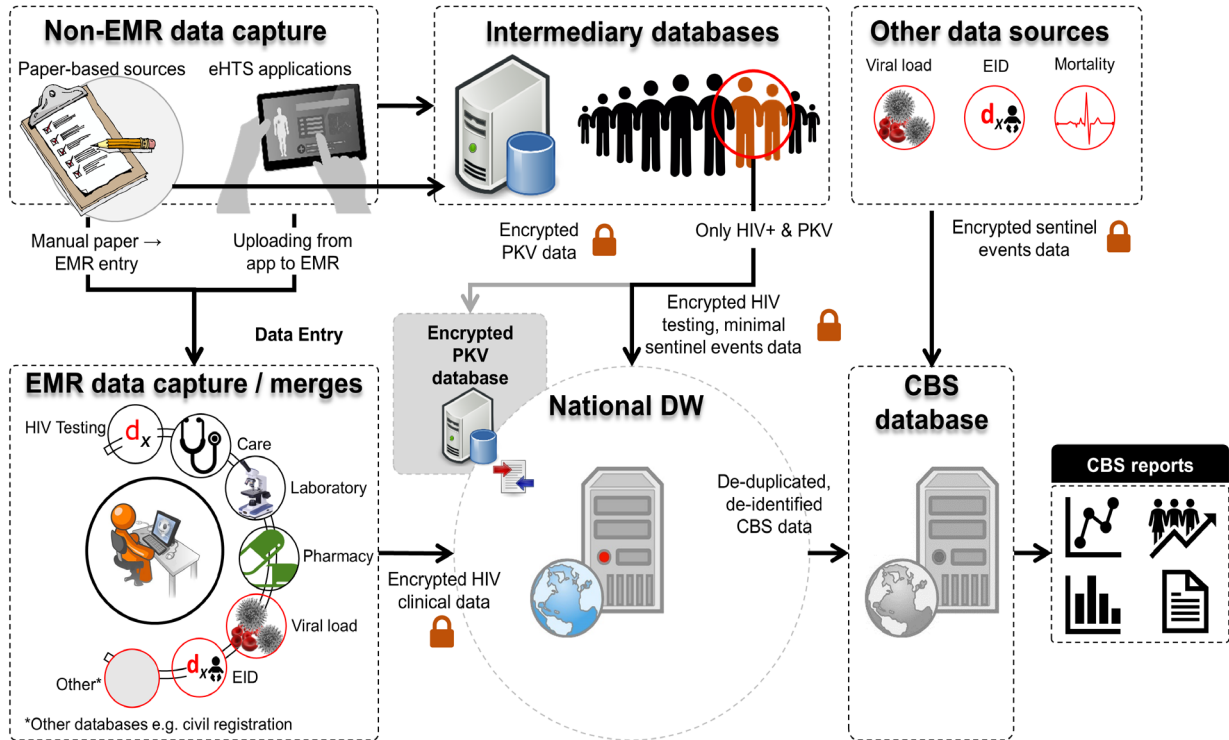 Non-EMR data capture
Paper-based sources
eHTS applications
Intermediary databases
Other data sources
Viral load
EID
Mortality
Manual paper →
EMR entry
Uploading from
app to EMR
Encrypted
PKV data
Only HIV+ & PKV
Encrypted sentinel
events data
Data Entry
Encrypted
PKV
database
Encrypted HIV
testing, minimal
sentinel events data
EMR data capture / merges
HIV Testing
dx
Care
Laboratory
Pharmacy
Viral load
dx
EID
Other*
*Other databases e.g. civil registration
Encrypted HIV
clinical data
National DW
De-duplicated,
de-identified
CBS data
CBS
database
CBS reports
dx